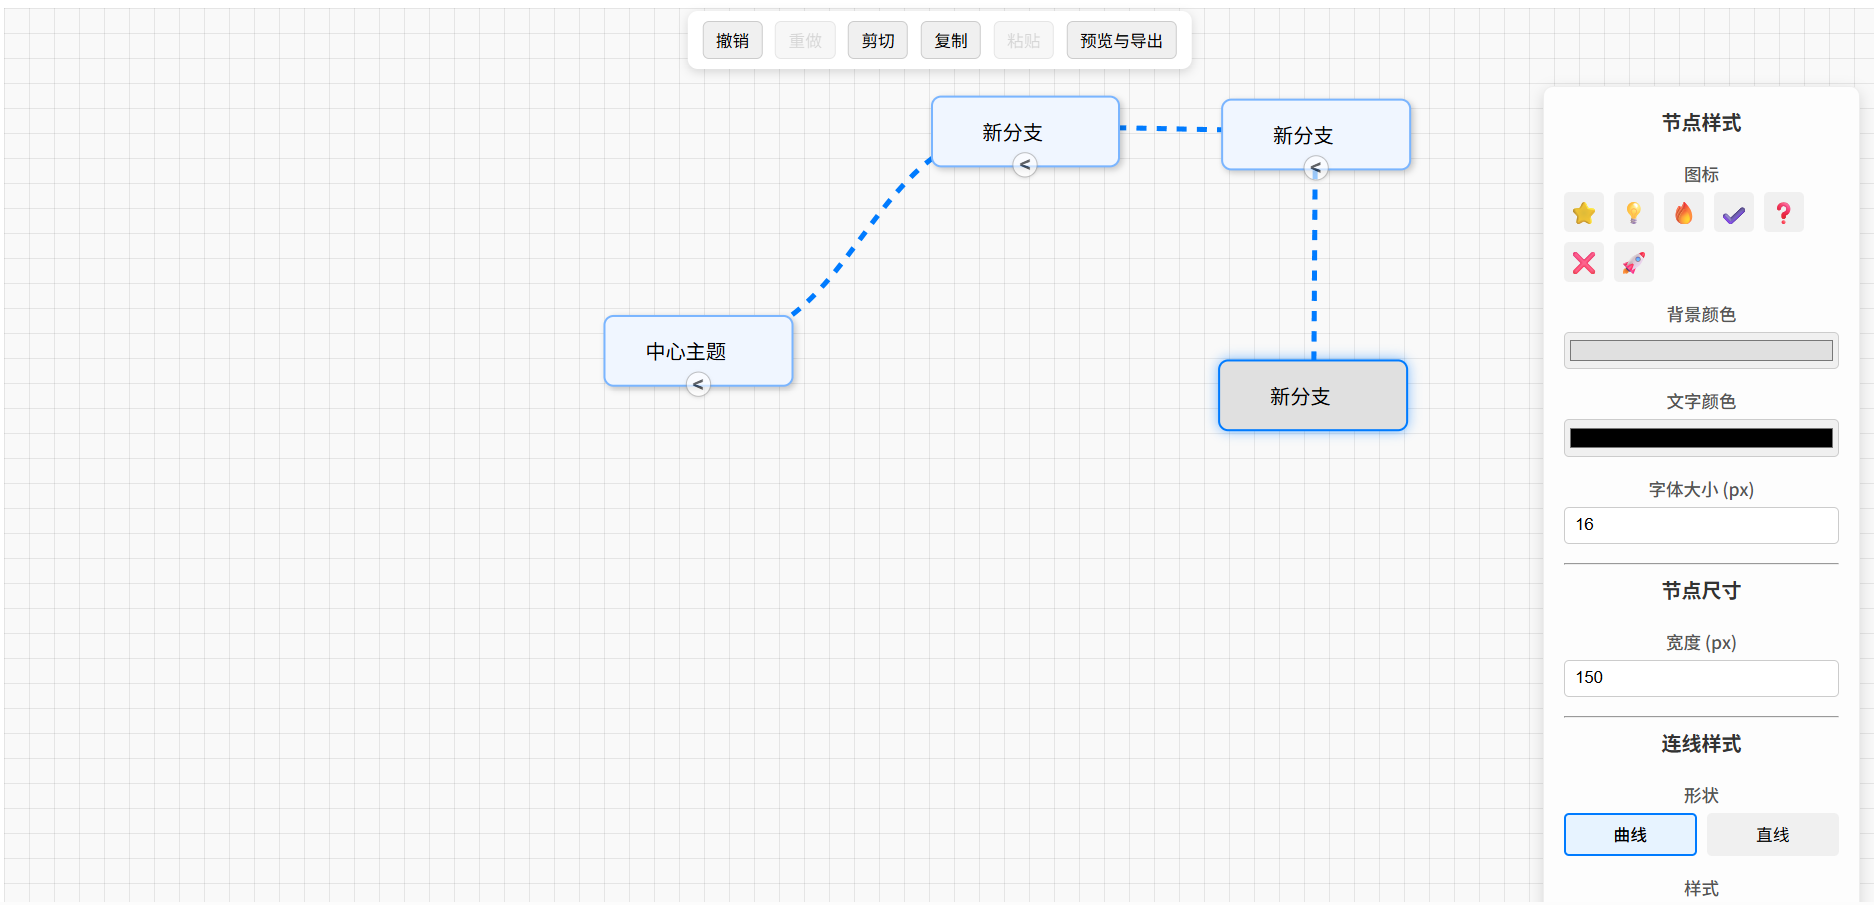 撤销 重做 剪切 复制 粘贴 预览与导出
新分支
<
新分支
<
中心主题
<
新分支
节点样式
图标
背景颜色
文字颜色
字体大小 (px)
16
节点尺寸
宽度 (px)
150
连线样式
形状
曲线 直线
样式